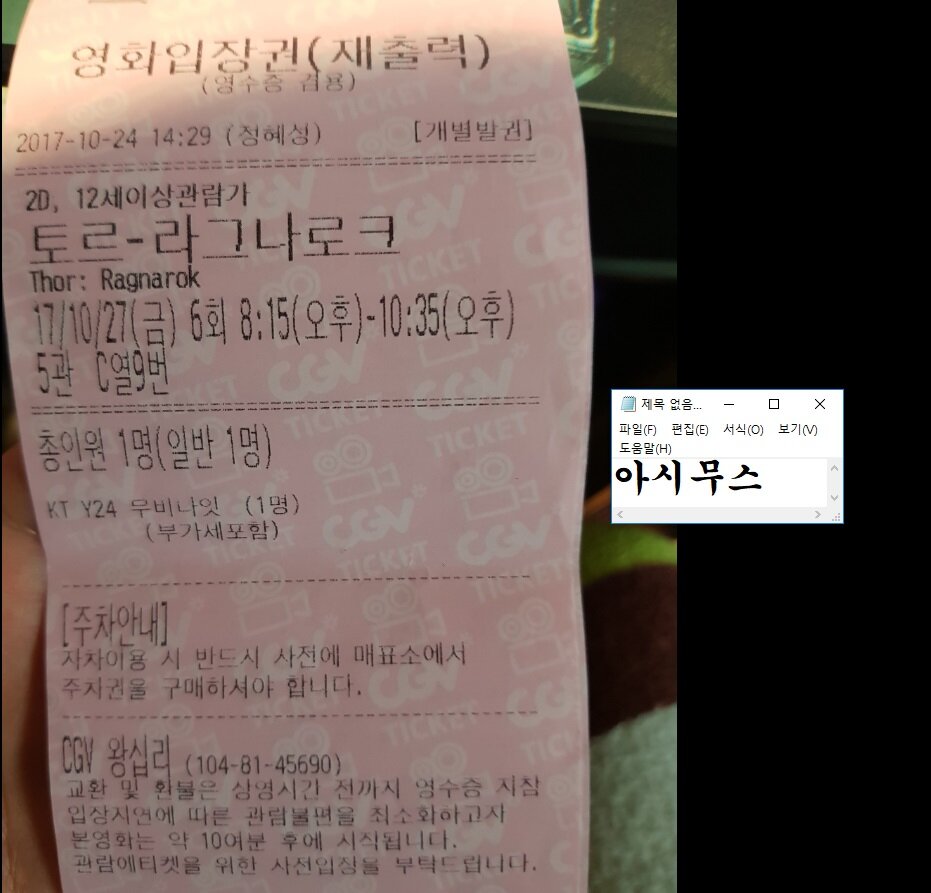 영화입장권(재출력)
(영수증 겸용)
2017-10-24 14:29 (정혜성) [개별발권]
2D, 12세이상관람가
토르-라그나로크
Thor: Ragnarok
17/10/27(금) 6회 8:15(오후)-10:35(오후)
5관 C열9번
총인원 1명(일반 1명)
KT Y24 무비나잇 (1명)
(부가세포함)
[주차안내]
자차이용 시 반드시 사전에 매표소에서
주차권을 구매하셔야 합니다.
CGV 왕십리 (104-81-45690)
교환 및 환불은 상영시간 전까지 영수증 지참
입장지연에 따른 관람불편을 최소화하고자
본영화는 약 10여분 후에 시작됩니다.
관람에티켓을 위한 사전입장을 부탁드립니다.
제목 없음...
파일(F) 편집(E) 서식(O) 보기(V)
도움말(H)
아시무스
CGV
TICKET